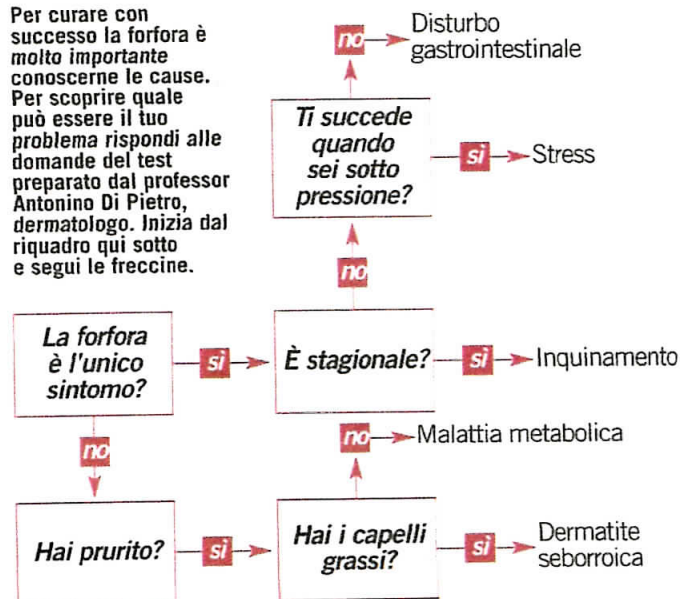 Per curare con
successo la forfora è
molto importante
conoscerne le cause.
Per scoprire quale
può essere il tuo
problema rispondi alle
domande del test
preparato dal professor
Antonino Di Pietro,
dermatologo. Inizia dal
riquadro qui sotto
e segui le freccine.
no
Disturbo
gastrointestinale
Ti succede
quando
sei sotto
pressione?
sì
Stress
no
La forfora
è l'unico
sintomo?
sì
È stagionale?
sì
Inquinamento
no
no
Malattia metabolica
Hai prurito?
sì
Hai i capelli
grassi?
sì
Dermatite
seborroica